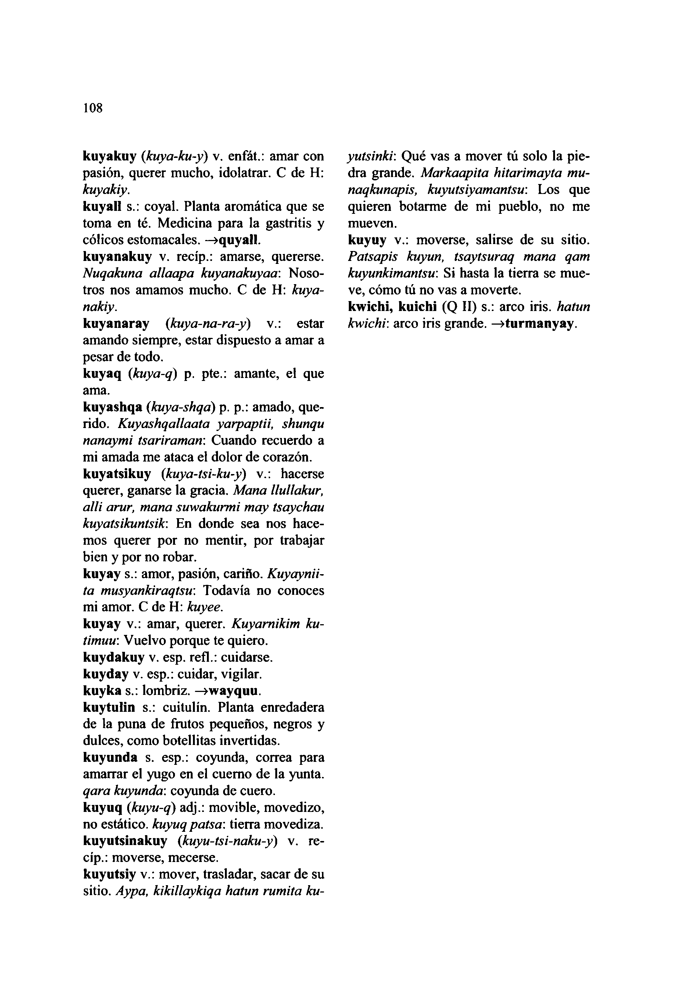 108
kuyakuy (kuya-ku-y) v. enfát.: amar con
pasión, querer mucho, idolatrar. C de H:
kuyakiy.
kuyall s.: coyal. Planta aromática que se
toma en té. Medicina para la gastritis y
cólicos estomacales. →quyall.
kuyanakuy v. recíp.: amarse, quererse.
Nuqakuna allaapa kuyanakuyaa: Noso-
tros nos amamos mucho. C de H: kuya-
nakiy.
kuyanaray (kuya-na-ra-y) v.: estar
amando siempre, estar dispuesto a amar a
pesar de todo.
kuyaq (kuya-q) p. pte.: amante, el que
ama.
kuyashqa (kuya-shqa) p. p.: amado, que-
rido. Kuyashqallaata yarpaptii, shunqu
nanaymi tsariraman: Cuando recuerdo a
mi amada me ataca el dolor de corazón.
kuyatsikuy (kuya-tsi-ku-y) v.: hacerse
querer, ganarse la gracia. Mana llullakur,
alli arur, mana suwakurmi may tsaychau
kuyatsikuntsik: En donde sea nos hace-
mos querer por no mentir, por trabajar
bien y por no robar.
kuyay s.: amor, pasión, cariño. Kuyaynii-
ta musyankiraqtsu: Todavía no conoces
mi amor. C de H: kuyee.
kuyay v.: amar, querer. Kuyarnikim ku-
timuu: Vuelvo porque te quiero.
kuydakuy v. esp. refl.: cuidarse.
kuyday v. esp.: cuidar, vigilar.
kuyka s.: lombriz. →wayquu.
kuytulin s.: cuitulín. Planta enredadera
de la puna de frutos pequeños, negros y
dulces, como botellitas invertidas.
kuyunda s. esp.: coyunda, correa para
amarrar el yugo en el cuerno de la yunta.
qara kuyunda: coyunda de cuero.
kuyuq (kuyu-q) adj.: movible, movedizo,
no estático. kuyuq patsa: tierra movediza.
kuyutsinakuy (kuyu-tsi-naku-y) v. re-
cíp.: moverse, mecerse.
kuyutsiy v.: mover, trasladar, sacar de su
sitio. Aypa, kikillaykiqa hatun rumita ku-
yutsinki: Qué vas a mover tú solo la pie-
dra grande. Markaapita hitarimayta mu-
naqkunapis, kuyutsiyamantsu: Los que
quieren botarme de mi pueblo, no me
mueven.
kuyuy v.: moverse, salirse de su sitio.
Patsapis kuyun, tsaytsuraq mana qam
kuyunkimantsu: Si hasta la tierra se mue-
ve, cómo tú no vas a moverte.
kwichi, kuichi (Q II) s.: arco iris. hatun
kwichi: arco iris grande. →turmanyay.